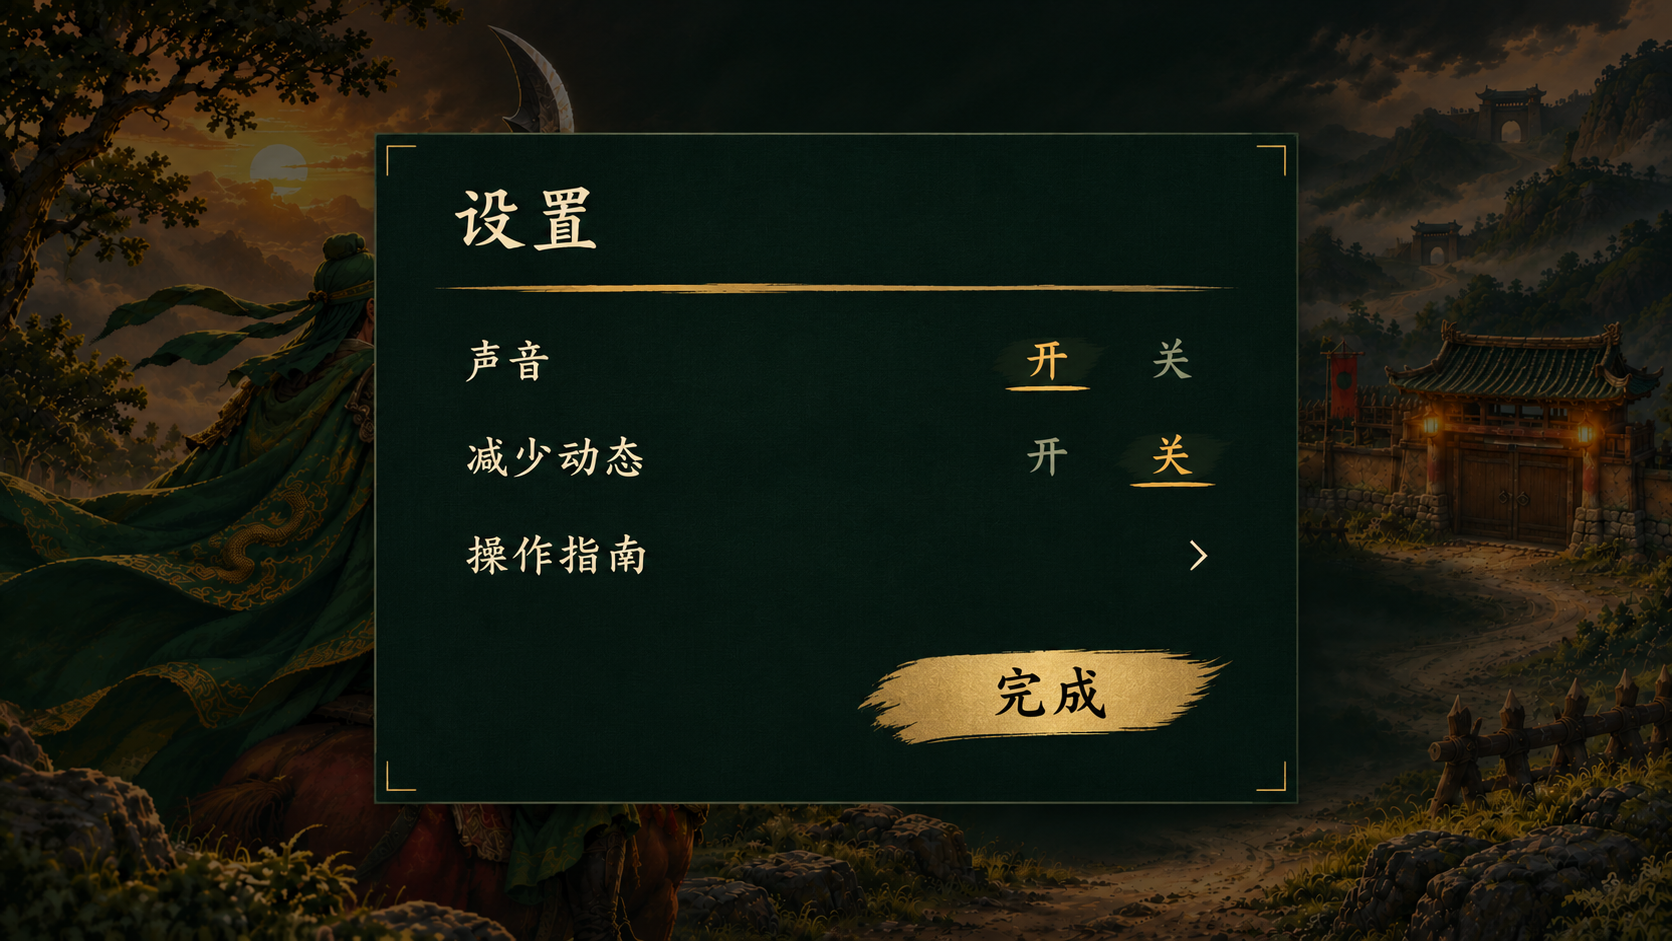 设置
声音 开 关
减少动态 开 关
操作指南
完成